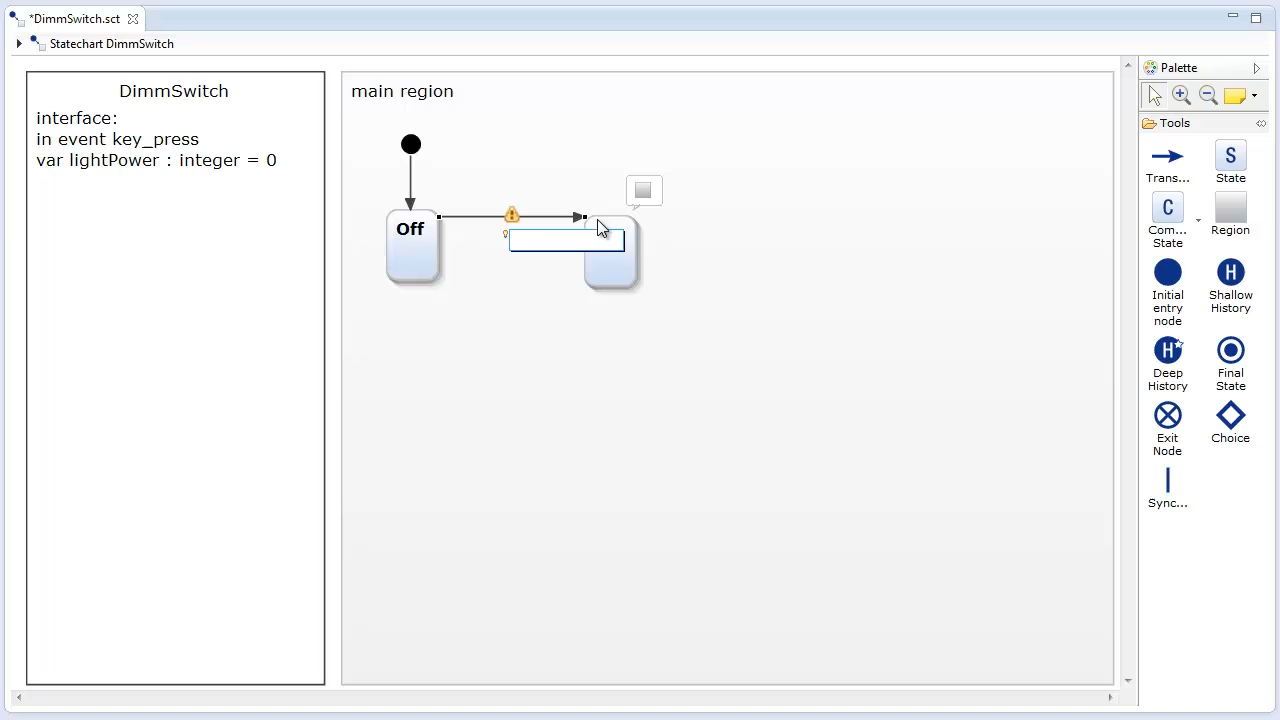 *DimmSwitch.sct
Statechart DimmSwitch
DimmSwitch
interface:
in event key_press
var lightPower : integer = 0
main region
Off
Palette
Tools
Trans...
S
State
C
Com...
State
Region
Initial
entry
node
H
Shallow
History
H
Deep
History
Final
State
Exit
Node
Choice
Sync...